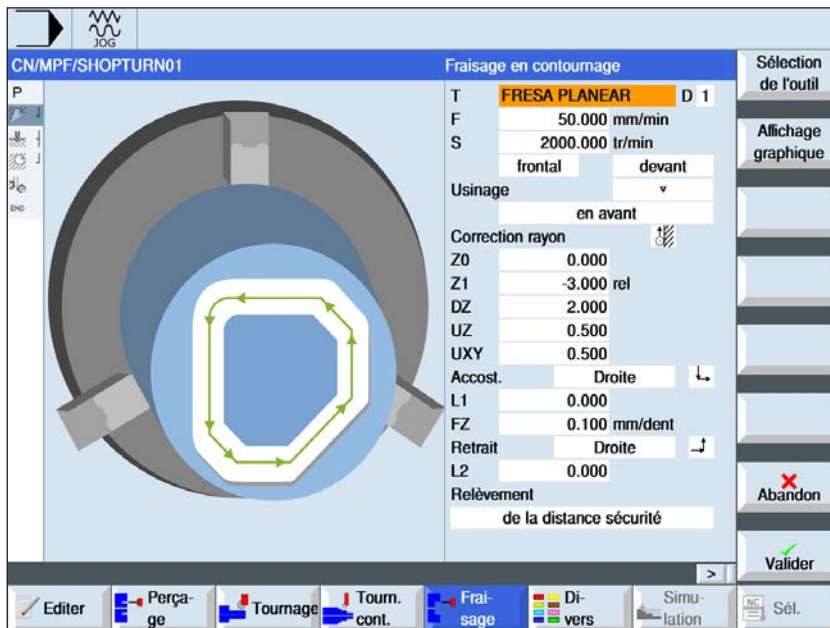 JOG
CN/MPF/SHOPTURN01
Fraisage en contournage
P
END
T FRESA PLANEAR D 1
F 50.000 mm/min
S 2000.000 tr/min
frontal devant
Usinage
en avant
Correction rayon
Z0 0.000
Z1 -3.000 rel
DZ 2.000
UZ 0.500
UXY 0.500
Accost. Droite
L1 0.000
FZ 0.100 mm/dent
Retrait Droite
L2 0.000
Relèvement
de la distance sécurité
Sélection
de l'outil
Affichage
graphique
Abandon
Valider
>
Editer
Perça-
ge
Tournage
Tourn.
cont.
Frai-
sage
Di-
vers
Simu-
lation
NC
Sél.